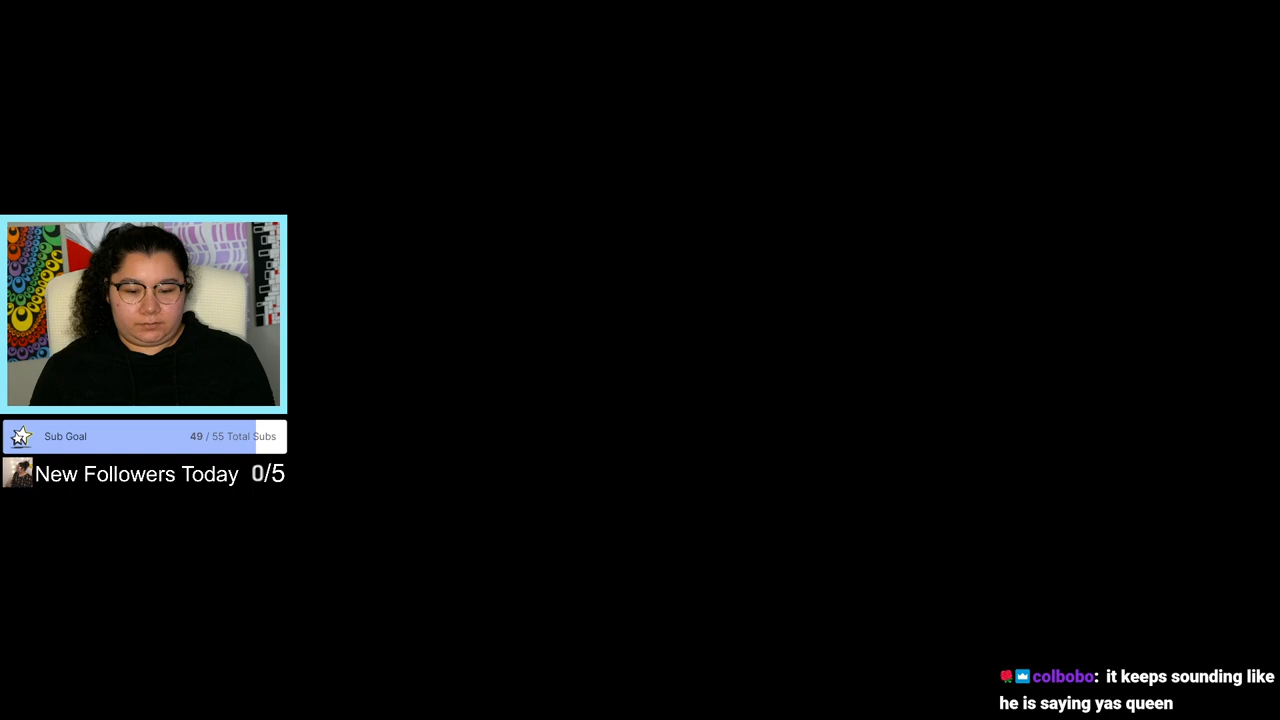 Sub Goal 49 / 55 Total Subs
New Followers Today 0/5
colbobo: it keeps sounding like
he is saying yas queen